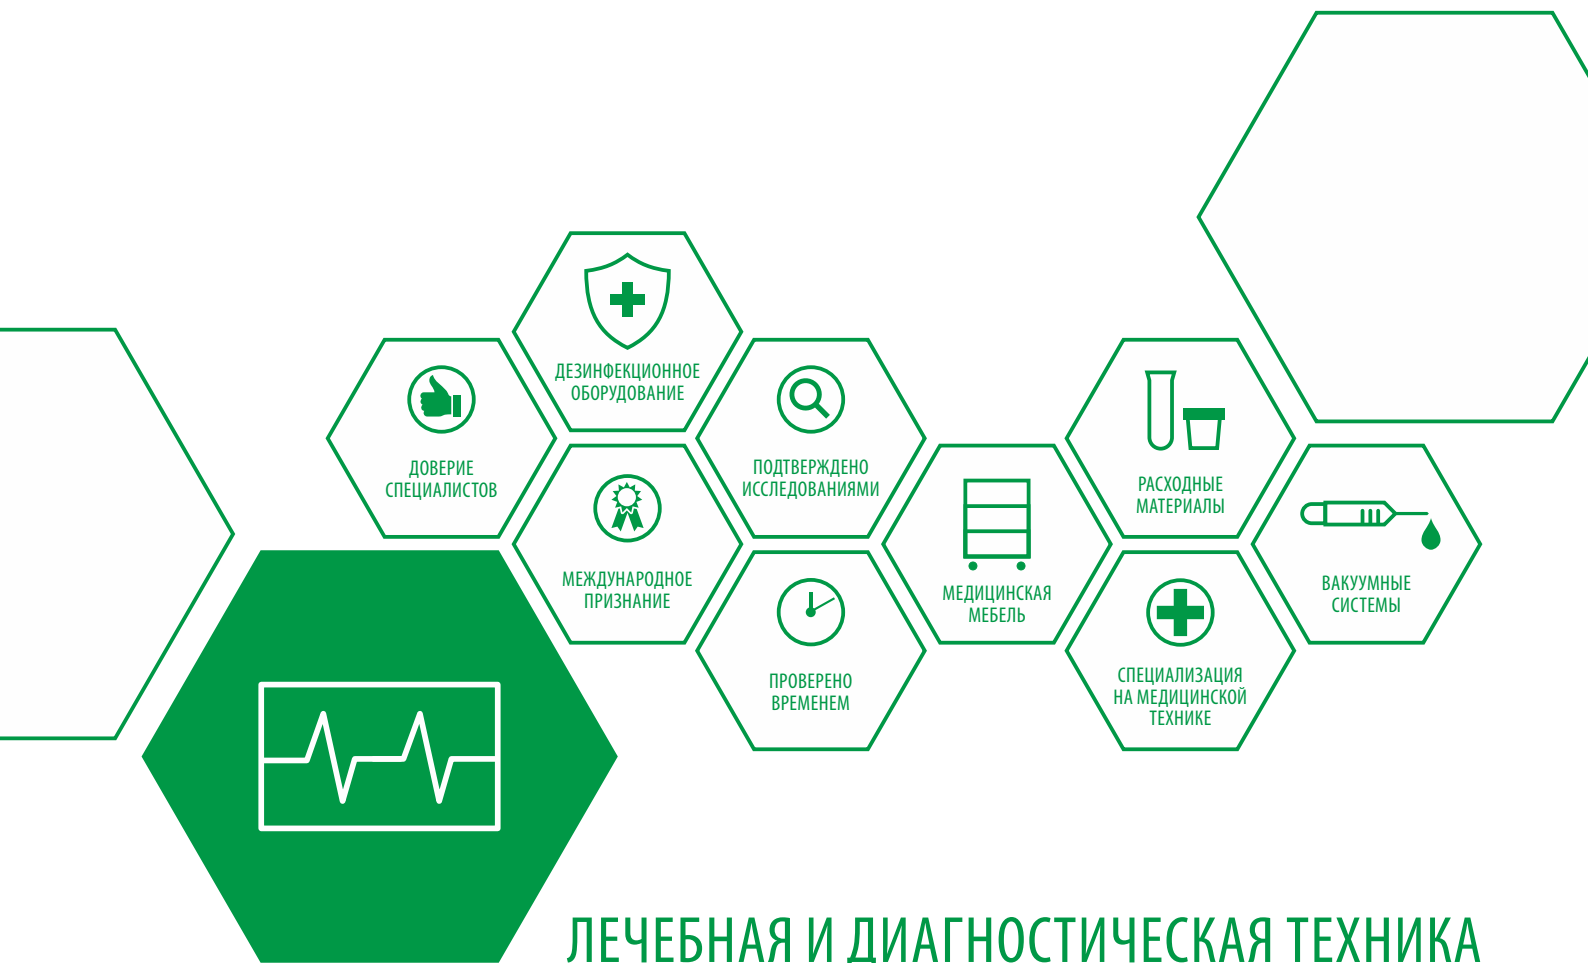 ДЕЗИНФЕКЦИОННОЕ
ОБОРУДОВАНИЕ
ДОВЕРИЕ
СПЕЦИАЛИСТОВ
ПОДТВЕРЖДЕНО
ИССЛЕДОВАНИЯМИ
РАСХОДНЫЕ
МАТЕРИАЛЫ
МЕЖДУНАРОДНОЕ
ПРИЗНАНИЕ
МЕДИЦИНСКАЯ
МЕБЕЛЬ
ВАКУУМНЫЕ
СИСТЕМЫ
ПРОВЕРЕНО
ВРЕМЕНЕМ
СПЕЦИАЛИЗАЦИЯ
НА МЕДИЦИНСКОЙ
ТЕХНИКЕ
ЛЕЧЕБНАЯ И ДИАГНОСТИЧЕСКАЯ ТЕХНИКА